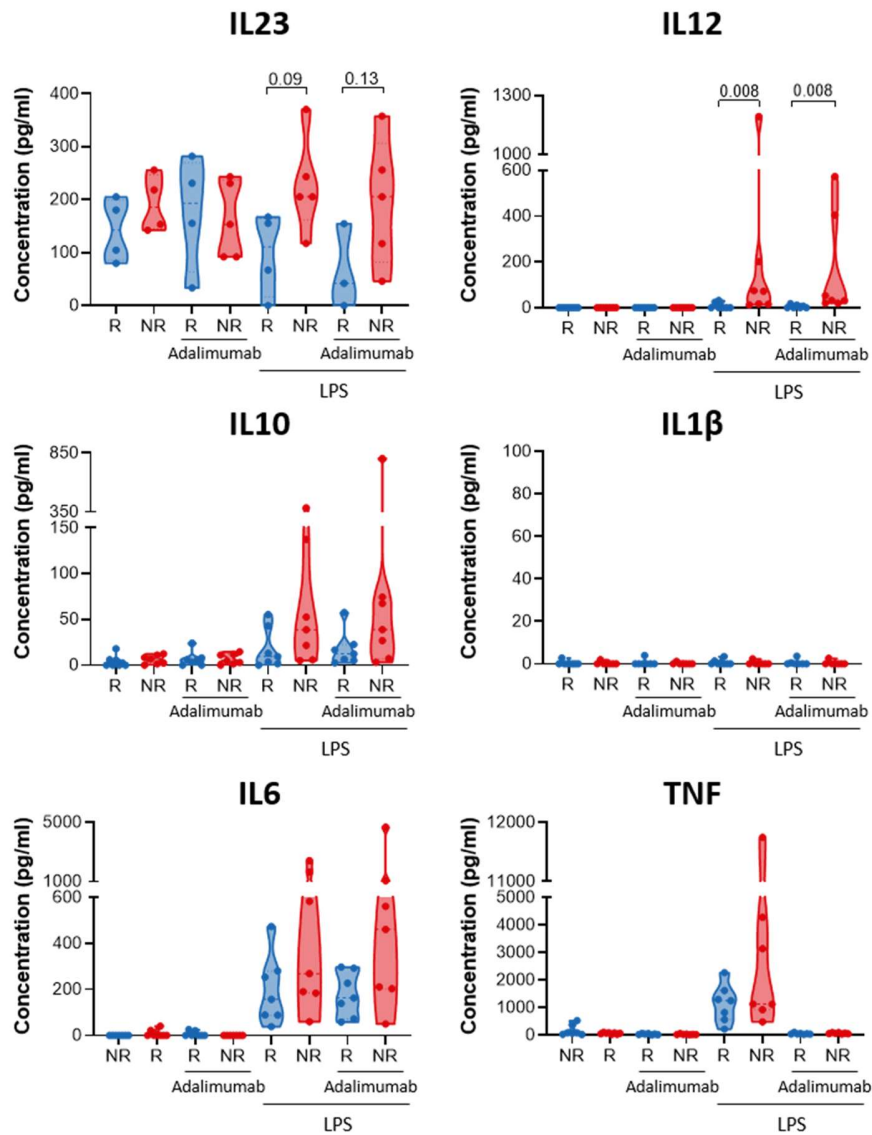 IL23
IL12
Concentration (pg/ml)
400
300
200
100
0
0.09
0.13
R NR R NR R NR R NR
Adalimumab
Adalimumab
LPS
Concentration (pg/ml)
1300
1000
600
400
200
0
0.008
0.008
R NR R NR R NR R NR
Adalimumab
Adalimumab
LPS
IL10
IL1β
Concentration (pg/ml)
850
350
150
100
50
0
R NR R NR R NR R NR
Adalimumab
Adalimumab
LPS
Concentration (pg/ml)
100
80
60
40
20
0
R NR R NR R NR R NR
Adalimumab
Adalimumab
LPS
IL6
TNF
Concentration (pg/ml)
5000
1000
600
400
200
0
NR R R NR R NR R NR
Adalimumab
Adalimumab
LPS
Concentration (pg/ml)
12000
11000
5000
4000
3000
2000
1000
0
NR R R NR R NR R NR
Adalimumab
Adalimumab
LPS